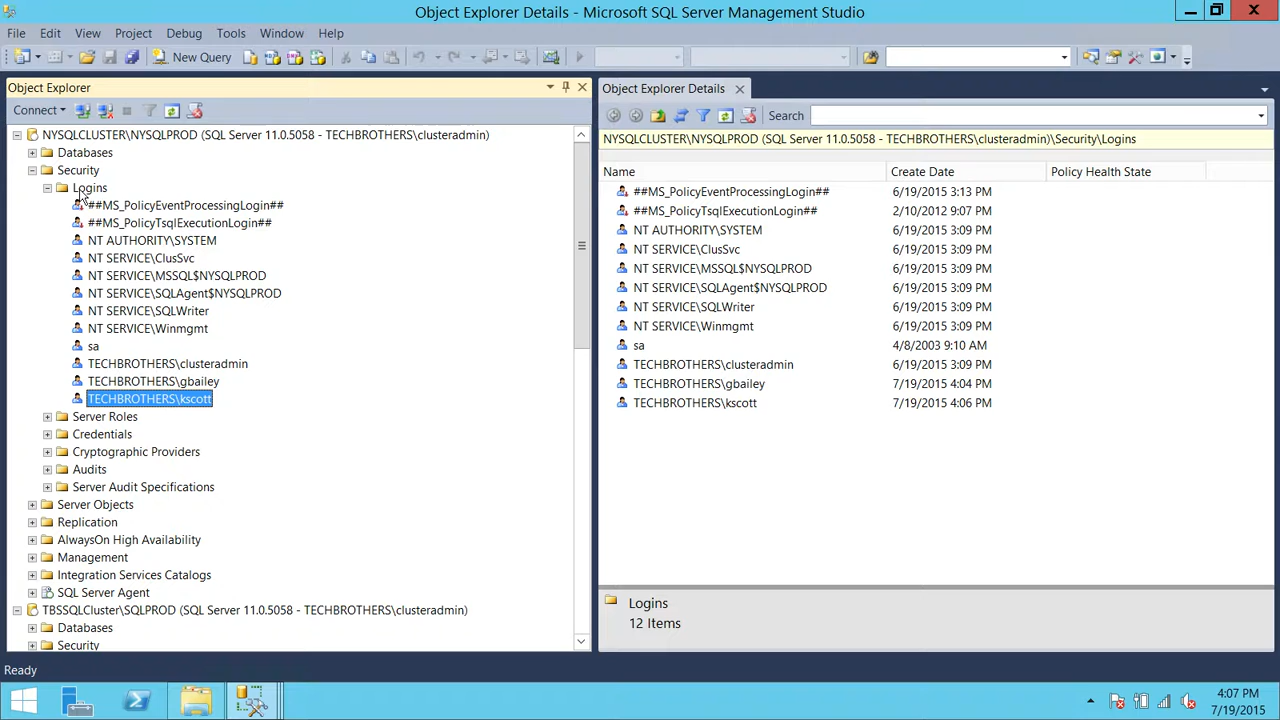 Object Explorer Details - Microsoft SQL Server Management Studio
File Edit View Project Debug Tools Window Help
New Query
Object Explorer
Connect
NYSQLCLUSTER\NYSQLPROD (SQL Server 11.0.5058 - TECHBROTHERS\clusteradmin)
Databases
Security
Logins
##MS_PolicyEventProcessingLogin##
##MS_PolicyTsqlExecutionLogin##
NT AUTHORITY\SYSTEM
NT SERVICE\ClusSvc
NT SERVICE\MSSQL$NYSQLPROD
NT SERVICE\SQLAgent$NYSQLPROD
NT SERVICE\SQLWriter
NT SERVICE\Winmgmt
sa
TECHBROTHERS\clusteradmin
TECHBROTHERS\gbailey
TECHBROTHERS\kscott
Server Roles
Credentials
Cryptographic Providers
Audits
Server Audit Specifications
Server Objects
Replication
AlwaysOn High Availability
Management
Integration Services Catalogs
SQL Server Agent
TBSSQLCluster\SQLPROD (SQL Server 11.0.5058 - TECHBROTHERS\clusteradmin)
Databases
Security
Object Explorer Details
Search
NYSQLCLUSTER\NYSQLPROD (SQL Server 11.0.5058 - TECHBROTHERS\clusteradmin)\Security\Logins
Name Create Date Policy Health State
##MS_PolicyEventProcessingLogin## 6/19/2015 3:13 PM
##MS_PolicyTsqlExecutionLogin## 2/10/2012 9:07 PM
NT AUTHORITY\SYSTEM 6/19/2015 3:09 PM
NT SERVICE\ClusSvc 6/19/2015 3:09 PM
NT SERVICE\MSSQL$NYSQLPROD 6/19/2015 3:09 PM
NT SERVICE\SQLAgent$NYSQLPROD 6/19/2015 3:09 PM
NT SERVICE\SQLWriter 6/19/2015 3:09 PM
NT SERVICE\Winmgmt 6/19/2015 3:09 PM
sa 4/8/2003 9:10 AM
TECHBROTHERS\clusteradmin 6/19/2015 3:09 PM
TECHBROTHERS\gbailey 7/19/2015 4:04 PM
TECHBROTHERS\kscott 7/19/2015 4:06 PM
Logins
12 Items
Ready
4:07 PM
7/19/2015